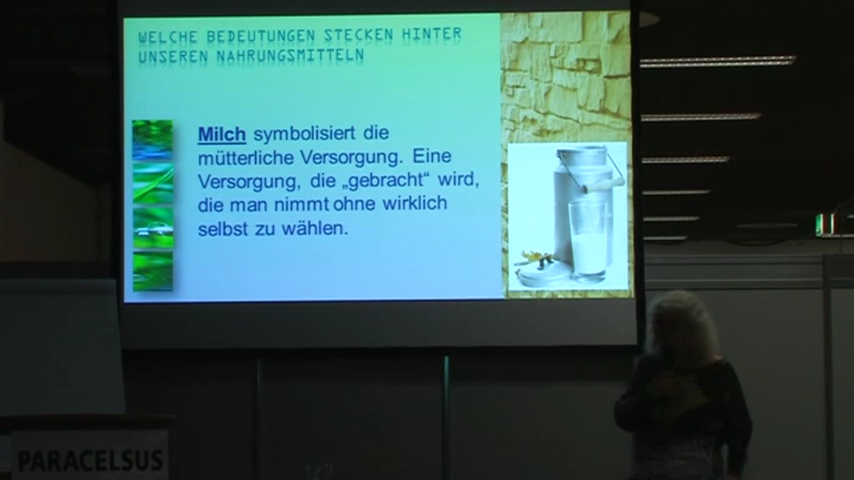 WELCHE BEDEUTUNGEN STECKEN HINTER
UNSEREN NAHRUNGSMITTELN
Milch symbolisiert die
mütterliche Versorgung. Eine
Versorgung, die „gebracht“ wird,
die man nimmt ohne wirklich
selbst zu wählen.
PARACELSUS